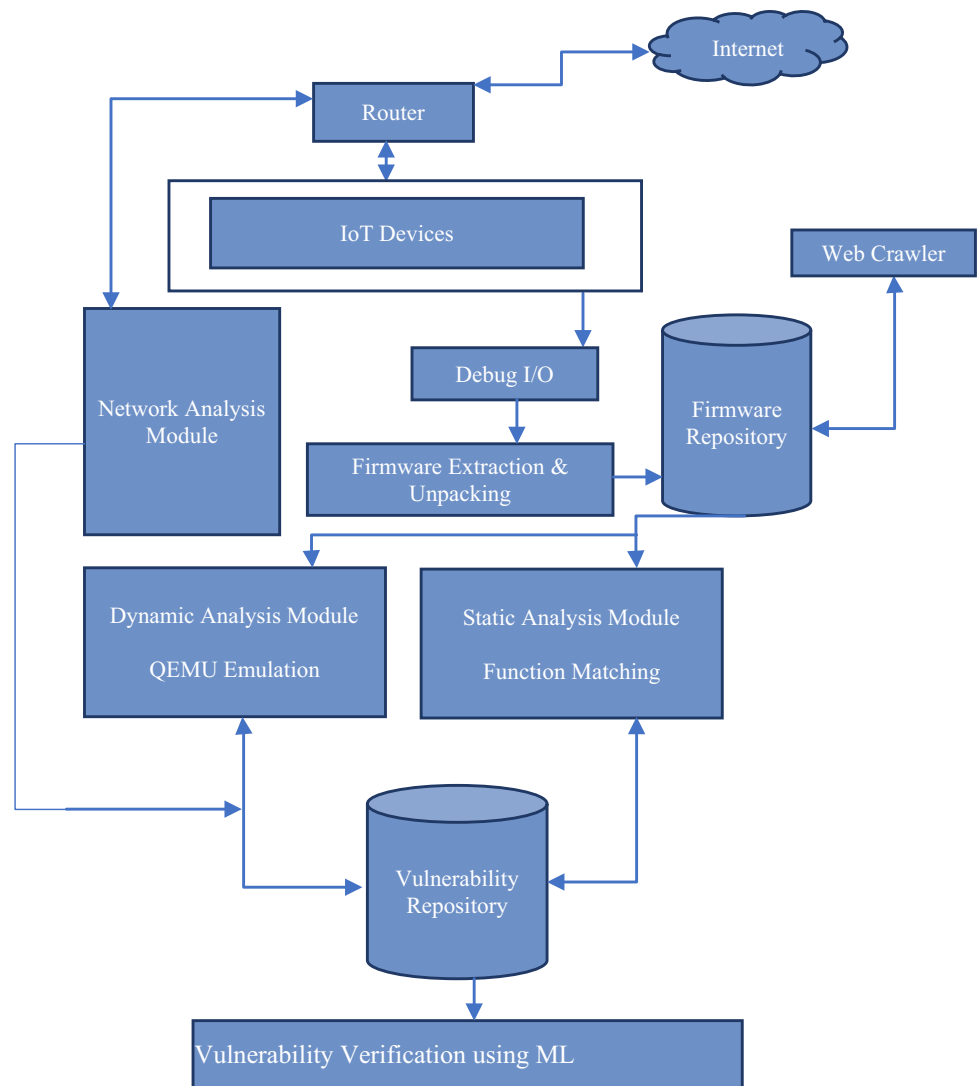 Internet
Router
IoT Devices
Web Crawler
Debug I/O
Network Analysis
Module
Firmware
Repository
Firmware Extraction &
Unpacking
Dynamic Analysis Module
QEMU Emulation
Static Analysis Module
Function Matching
Vulnerability
Repository
Vulnerability Verification using ML